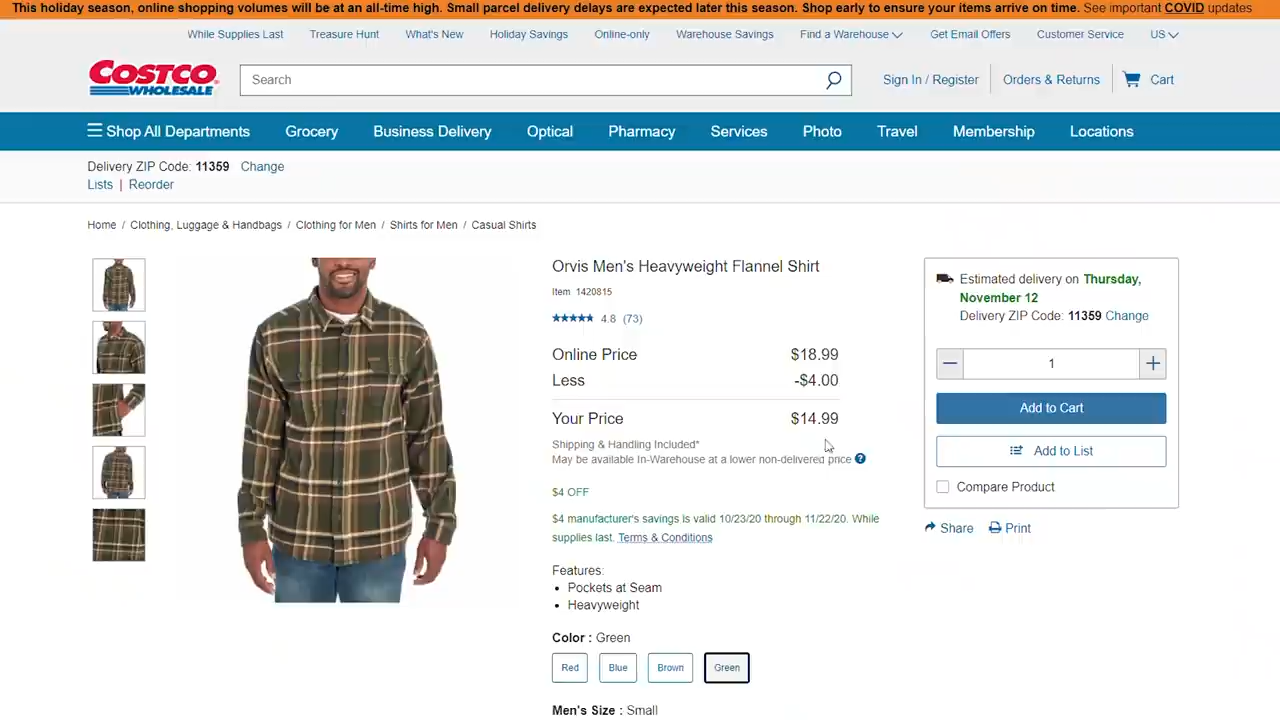 This holiday season, online shopping volumes will be at an all-time high. Small parcel delivery delays are expected later this season. Shop early to ensure your items arrive on time. See important COVID updates
While Supplies Last Treasure Hunt What's New Holiday Savings Online-only Warehouse Savings Find a Warehouse Get Email Offers Customer Service US
COSTCO
WHOLESALE
Search
Sign In / Register Orders & Returns Cart
Shop All Departments Grocery Business Delivery Optical Pharmacy Services Photo Travel Membership Locations
Delivery ZIP Code: 11359 Change
Lists | Reorder
Home / Clothing, Luggage & Handbags / Clothing for Men / Shirts for Men / Casual Shirts
Orvis Men's Heavyweight Flannel Shirt
Item 1420815
4.8 (73)
Online Price $18.99
Less -$4.00
Your Price $14.99
Shipping & Handling Included*
May be available In-Warehouse at a lower non-delivered price ?
$4 OFF
$4 manufacturer's savings is valid 10/23/20 through 11/22/20. While
supplies last. Terms & Conditions
Features:
• Pockets at Seam
• Heavyweight
Color : Green
Red Blue Brown Green
Men's Size : Small
Estimated delivery on Thursday,
November 12
Delivery ZIP Code: 11359 Change
1
Add to Cart
Add to List
Compare Product
Share Print